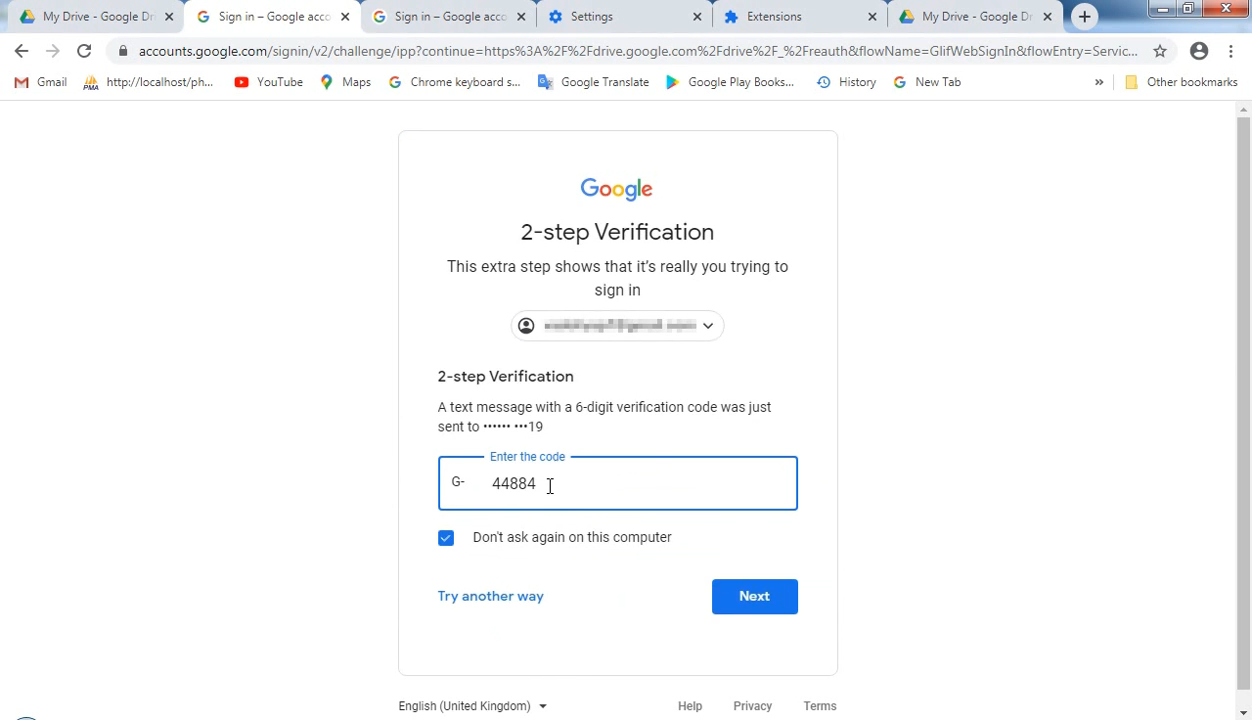 My Drive - Google Dr
Sign in – Google acco
Sign in – Google acco
Settings
Extensions
My Drive - Google Dr
accounts.google.com/signin/v2/challenge/ipp?continue=https%3A%2F%2Fdrive.google.com%2Fdrive%2F_%2Freauth&flowName=GlifWebSignIn&flowEntry=Servic...
Gmail
PMA
http://localhost/ph...
YouTube
Maps
Chrome keyboard s...
Google Translate
Google Play Books...
History
New Tab
»
Other bookmarks
Google
2-step Verification
This extra step shows that it's really you trying to
sign in
2-step Verification
A text message with a 6-digit verification code was just
sent to •••••• •••19
Enter the code
G- 44884
Don't ask again on this computer
Try another way
Next
English (United Kingdom)
Help
Privacy
Terms